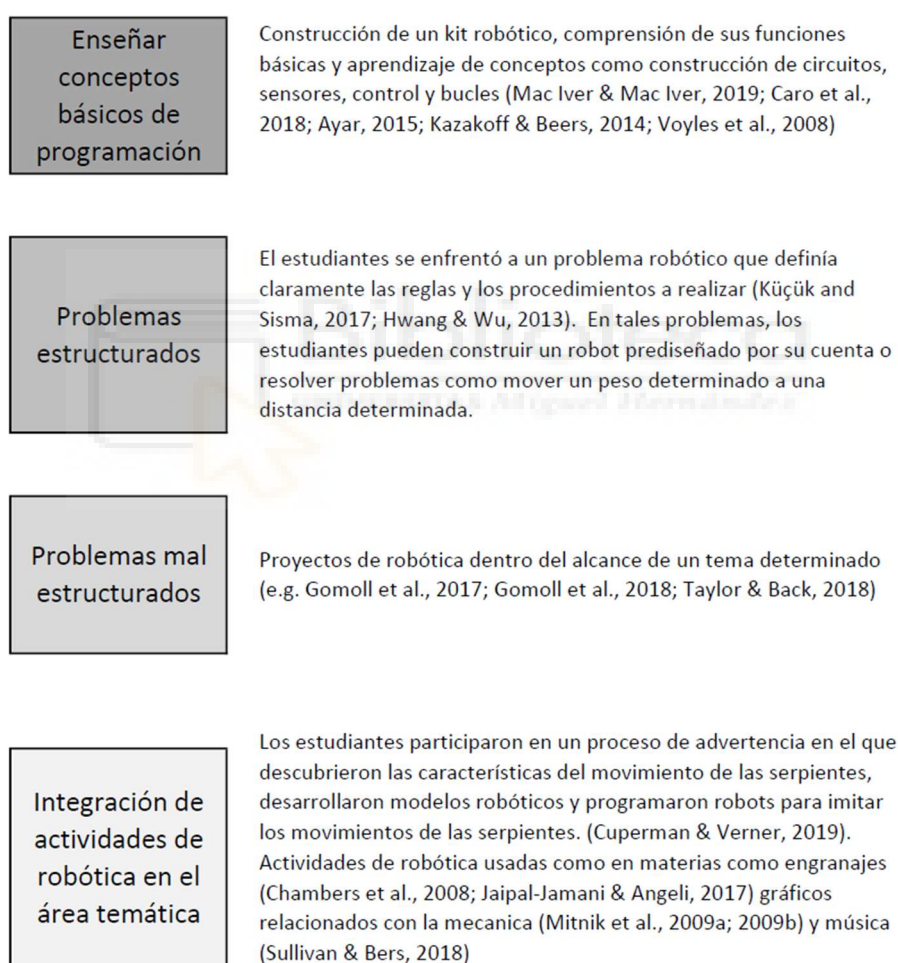 Enseñar
conceptos
básicos de
programación
Construcción de un kit robótico, comprensión de sus funciones
básicas y aprendizaje de conceptos como construcción de circuitos,
sensores, control y bucles (Mac Iver & Mac Iver, 2019; Caro et al.,
2018; Ayar, 2015; Kazakoff & Beers, 2014; Voyles et al., 2008)
Problemas
estructurados
El estudiantes se enfrentó a un problema robótico que definía
claramente las reglas y los procedimientos a realizar (Küçük and
Sisma, 2017; Hwang & Wu, 2013). En tales problemas, los
estudiantes pueden construir un robot prediseñado por su cuenta o
resolver problemas como mover un peso determinado a una
distancia determinada.
Biblioteca
Miguel Hernández
Problemas mal
estructurados
Proyectos de robótica dentro del alcance de un tema determinado
(e.g. Gomoll et al., 2017; Gomoll et al., 2018; Taylor & Back, 2018)
Integración de
actividades de
robótica en el
área temática
Los estudiantes participaron en un proceso de advertencia en el que
descubrieron las características del movimiento de las serpientes,
desarrollaron modelos robóticos y programaron robots para imitar
los movimientos de las serpientes. (Cuperman & Verner, 2019).
Actividades de robótica usadas como en materias como engranajes
(Chambers et al., 2008; Jaipal-Jamani & Angeli, 2017) gráficos
relacionados con la mecanica (Mitnik et al., 2009a; 2009b) y música
(Sullivan & Bers, 2018)